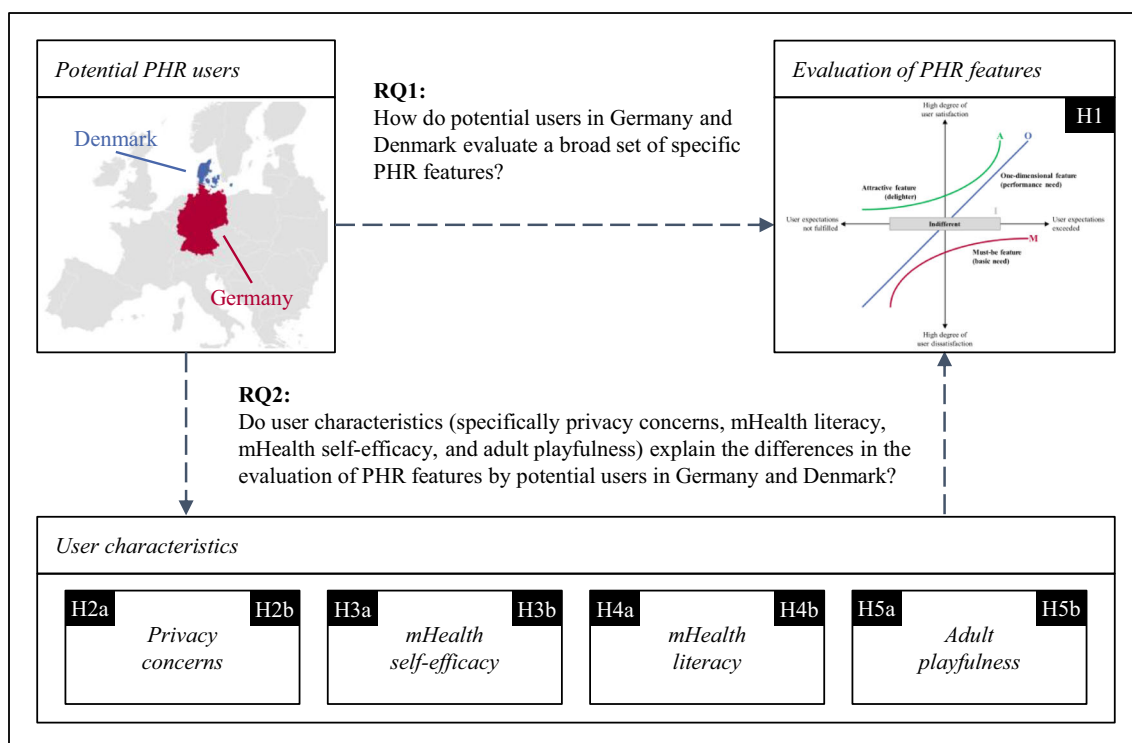 Potential PHR users
Denmark
Germany
RQ1:
How do potential users in Germany and
Denmark evaluate a broad set of specific
PHR features?
Evaluation of PHR features
H1
High degree of
user satisfaction
A
O
One-dimensional feature
(performance need)
Attractive feature
(delighter)
I
User expectations
not fulfilled
Indifferent
User expectations
exceeded
M
Must-be feature
(basic need)
High degree of
user dissatisfaction
RQ2:
Do user characteristics (specifically privacy concerns, mHealth literacy,
mHealth self-efficacy, and adult playfulness) explain the differences in the
evaluation of PHR features by potential users in Germany and Denmark?
User characteristics
H2a
H2b
Privacy
concerns
H3a
H3b
mHealth
self-efficacy
H4a
H4b
mHealth
literacy
H5a
H5b
Adult
playfulness